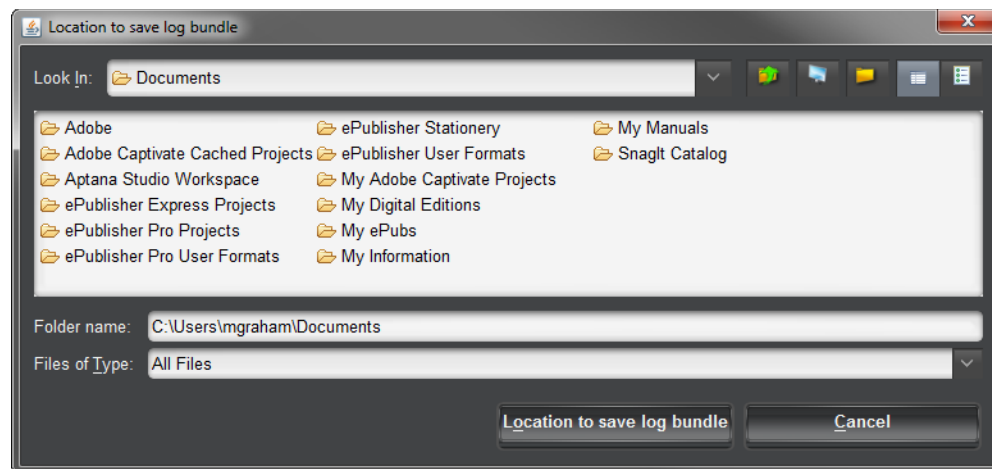 Location to save log bundle
Look In: Documents
Adobe ePublisher Stationery My Manuals
Adobe Captivate Cached Projects ePublisher User Formats SnagIt Catalog
Aptana Studio Workspace My Adobe Captivate Projects
ePublisher Express Projects My Digital Editions
ePublisher Pro Projects My ePubs
ePublisher Pro User Formats My Information
Folder name: C:\Users\mgraham\Documents
Files of Type: All Files
Location to save log bundle Cancel